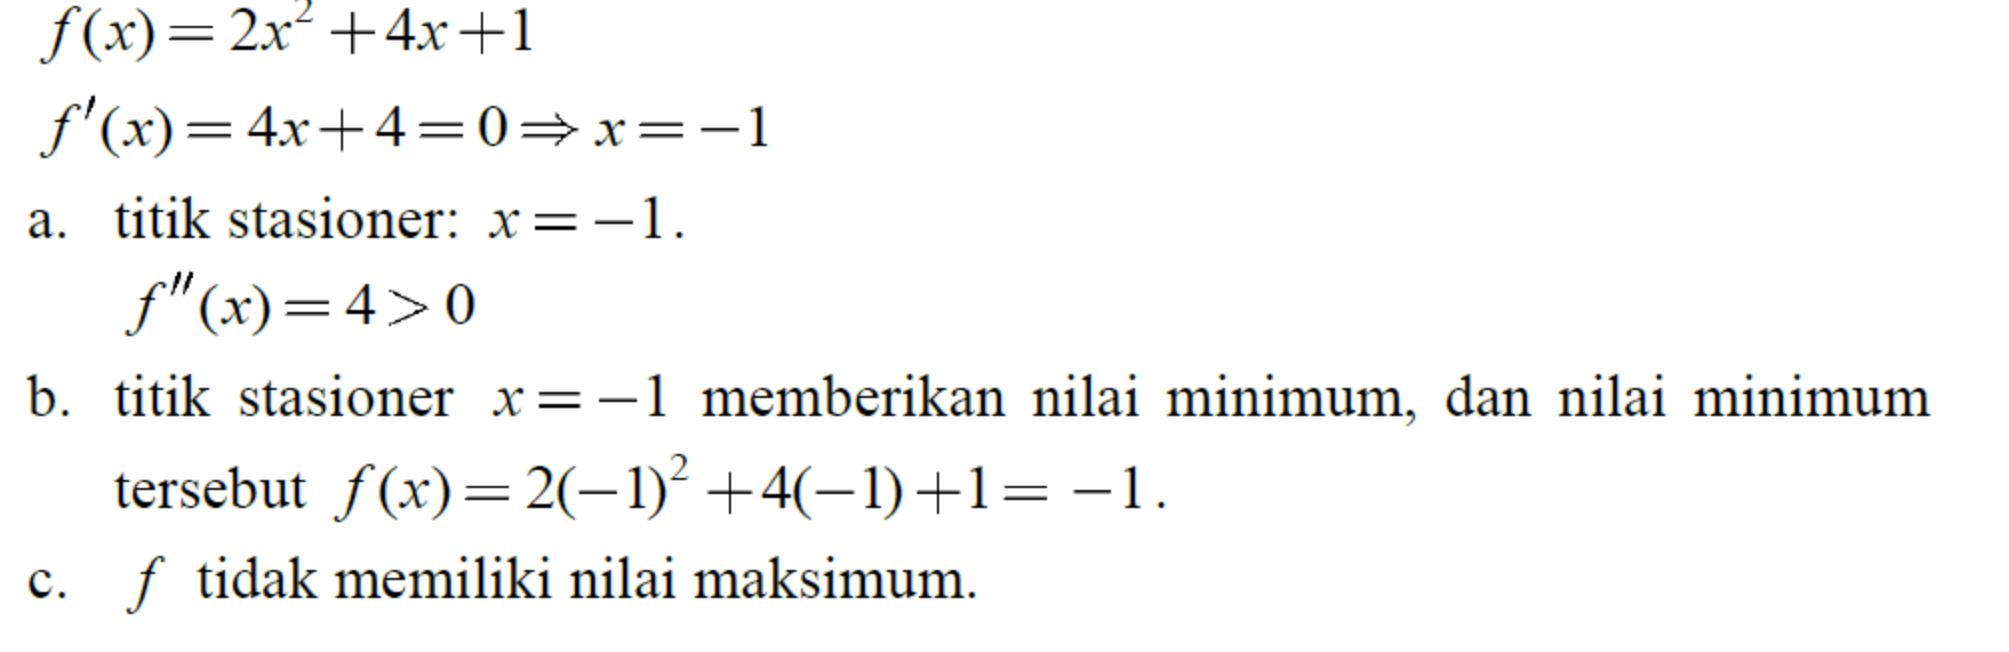 f(x) = 2x² + 4x + 1
f′(x) = 4x + 4 = 0 ⇒ x = −1
a. titik stasioner: x = −1.
f″(x) = 4 > 0
b. titik stasioner x = −1 memberikan nilai minimum, dan nilai minimum
tersebut f(x) = 2(−1)² + 4(−1) + 1 = −1.
c. f tidak memiliki nilai maksimum.